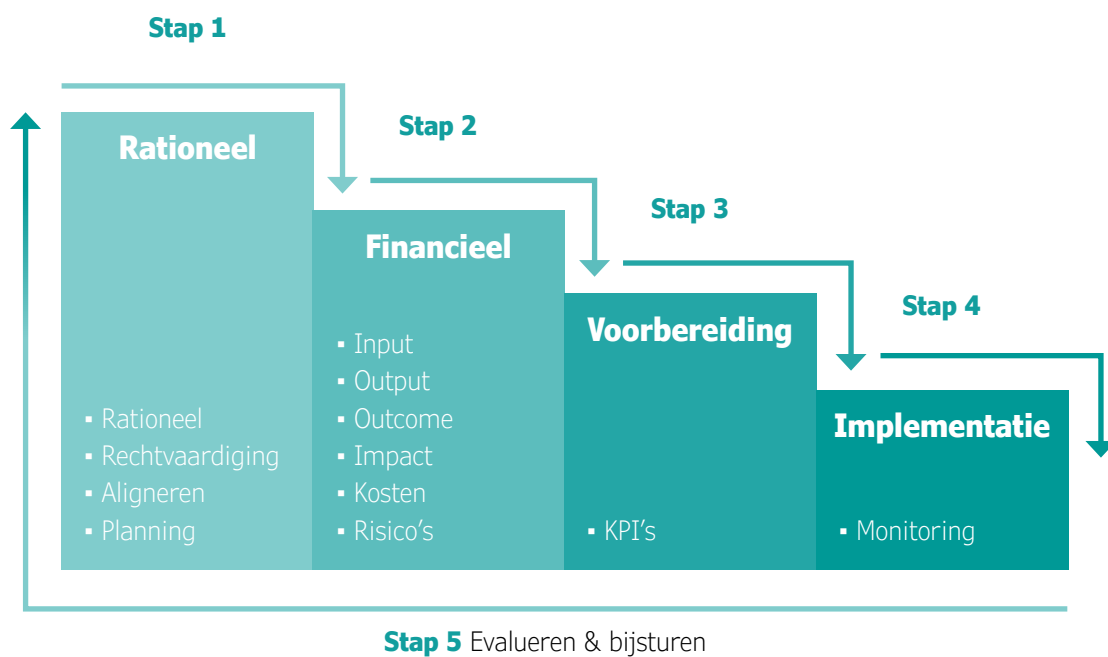 Stap 1
Rationeel
▪ Rationeel
▪ Rechtvaardiging
▪ Aligneren
▪ Planning
Stap 2
Financieel
▪ Input
▪ Output
▪ Outcome
▪ Impact
▪ Kosten
▪ Risico's
Stap 3
Voorbereiding
▪ KPI's
Stap 4
Implementatie
▪ Monitoring
Stap 5 Evalueren & bijsturen